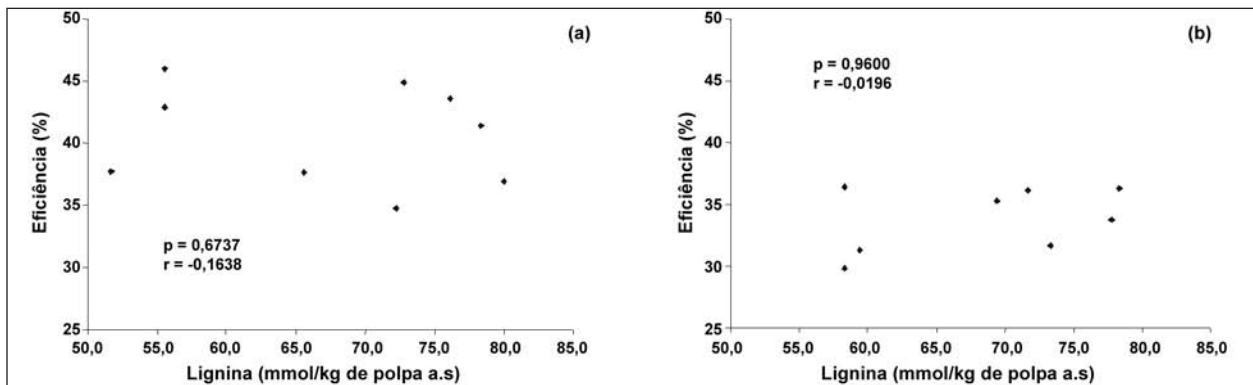 (a)
Eficiência (%)
50
45
40
35
30
25
p = 0,6737
r = -0,1638
50,0 55,0 60,0 65,0 70,0 75,0 80,0 85,0
Lignina (mmol/kg de polpa a.s)
(b)
Eficiência (%)
50
45
40
35
30
25
p = 0,9600
r = -0,0196
50,0 55,0 60,0 65,0 70,0 75,0 80,0 85,0
Lignina (mmol/kg de polpa a.s)